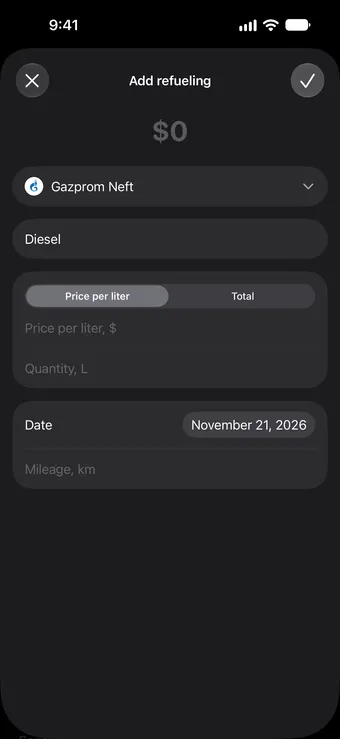 9:41
Add refueling
$0
Gazprom Neft
Diesel
Price per liter
Total
Price per liter, $
Quantity, L
Date
November 21, 2026
Mileage, km